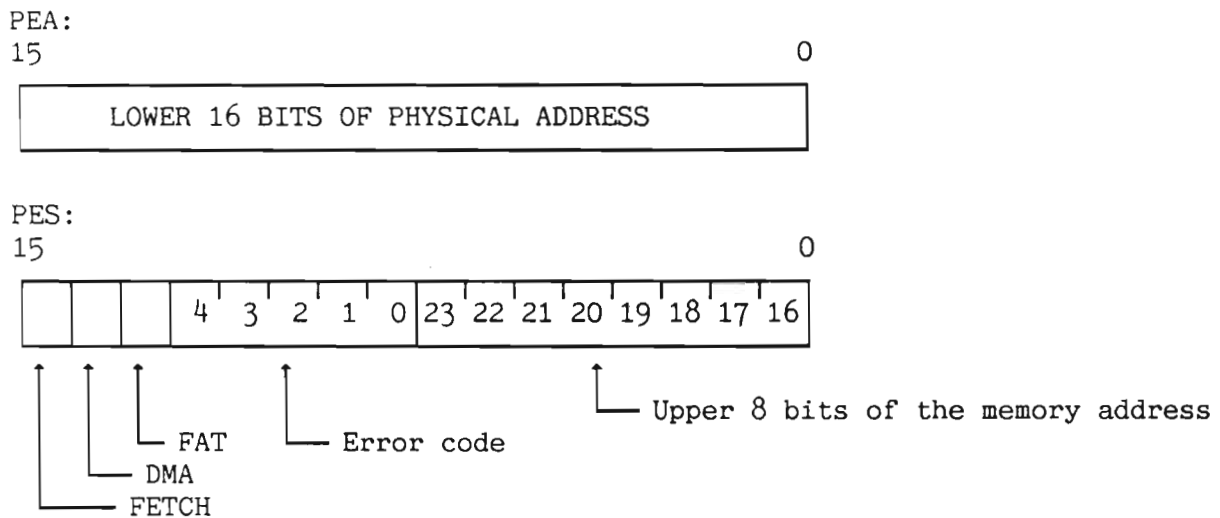 PEA:
15 0
LOWER 16 BITS OF PHYSICAL ADDRESS
PES:
15 0
4 3 2 1 0 23 22 21 20 19 18 17 16
Upper 8 bits of the memory address
FAT Error code
DMA
FETCH